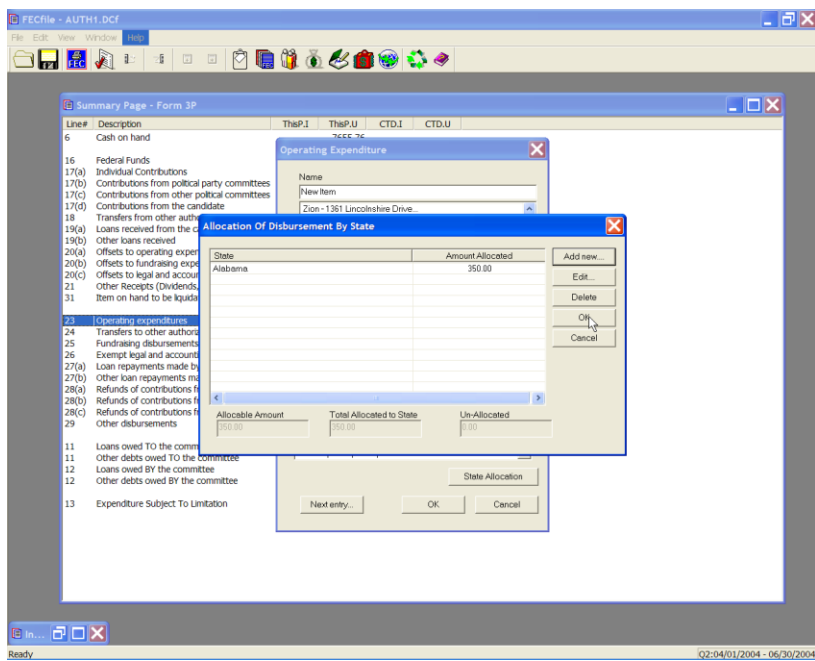 FECfile - AUTH1.DCf
File Edit View Window Help
FEC
Summary Page - Form 3P
Line# Description ThisP.I ThisP.U CTD.I CTD.U
6 Cash on hand 7655.76
16 Federal Funds
17(a) Individual Contributions
17(b) Contributions from political party committees
17(c) Contributions from other political committees
17(d) Contributions from the candidate
18 Transfers from other autho
19(a) Loans received from the c
19(b) Other loans received
20(a) Offsets to operating exper
20(b) Offsets to fundraising expe
20(c) Offsets to legal and accour
21 Other Receipts (Dividends,
31 Item on hand to be liquida
23 Operating expenditures
24 Transfers to other authoriz
25 Fundraising disbursements
26 Exempt legal and accounti
27(a) Loan repayments made by
27(b) Other loan repayments ma
28(a) Refunds of contributions fr
28(b) Refunds of contributions fr
28(c) Refunds of contributions fr
29 Other disbursements
11 Loans owed TO the comm
11 Other debts owed TO the committee
12 Loans owed BY the committee
12 Other debts owed BY the committee
13 Expenditure Subject To Limitation
Operating Expenditure
Name
New Item
Zion - 1361 Lincolnshire Drive...
Allocation Of Disbursement By State
State Amount Allocated
Alabama 350.00
Add new...
Edit...
Delete
OK
Cancel
Allocable Amount Total Allocated to State Un-Allocated
350.00 350.00 0.00
State Allocation
Next entry... OK Cancel
In...
Ready Q2:04/01/2004 - 06/30/2004